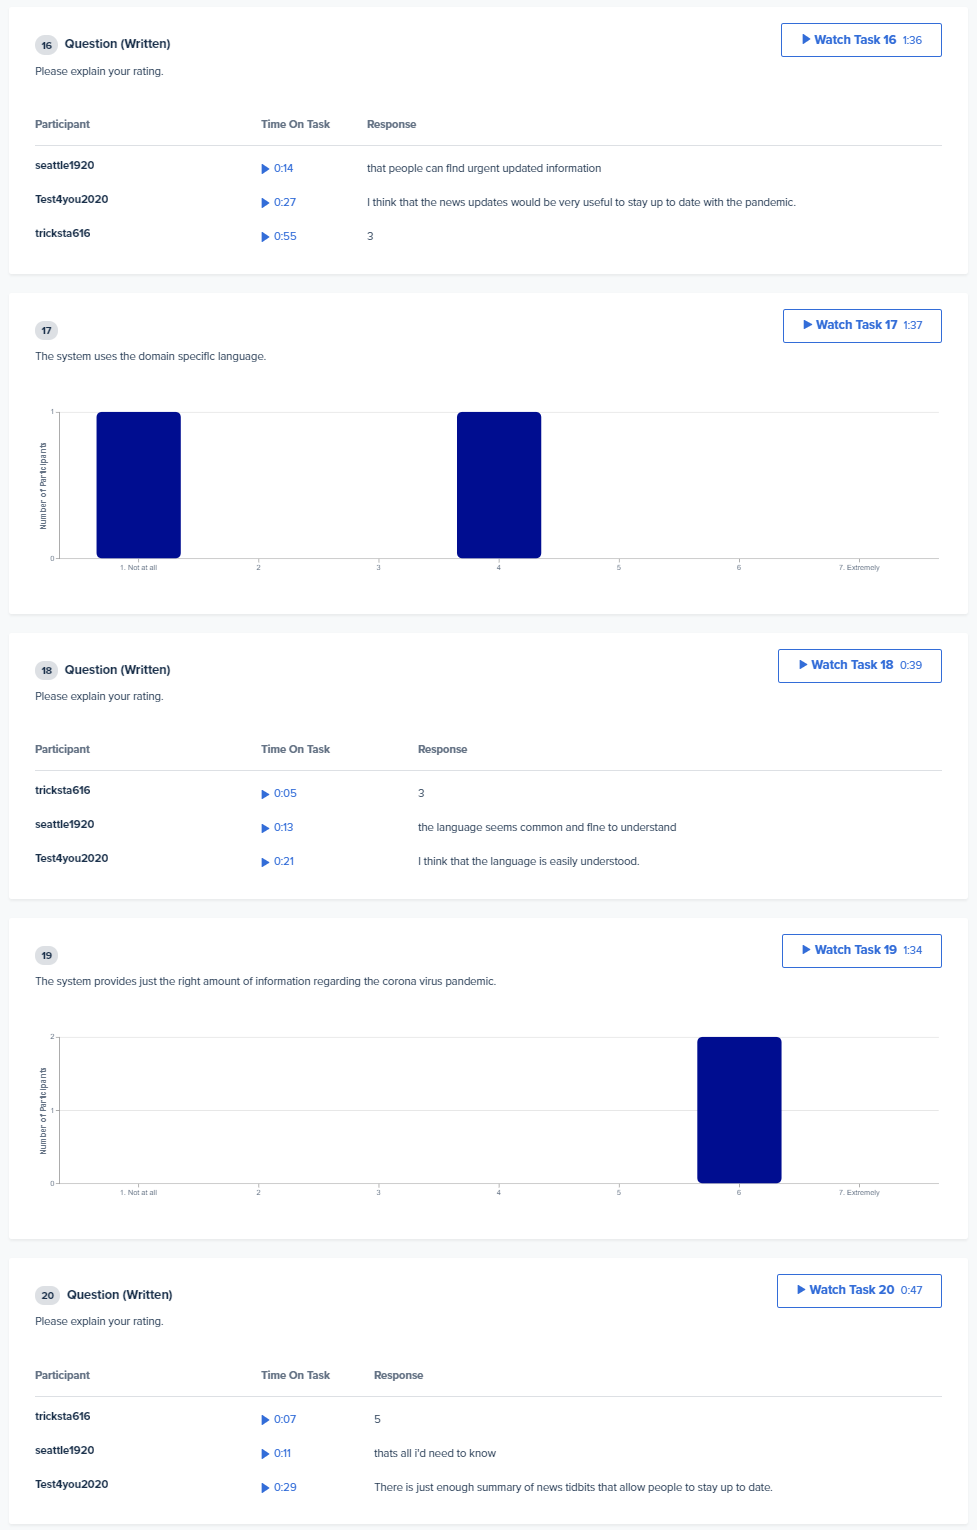 16 Question (Written)
Watch Task 16 1:36
Please explain your rating.
Participant Time On Task Response
seattle1920 0:14 that people can find urgent updated information
Test4you2020 0:27 I think that the news updates would be very useful to stay up to date with the pandemic.
tricksta616 0:55 3
17
Watch Task 17 1:37
The system uses the domain specific language.
Number of Participants
1
0
1. Not at all 2 3 4 5 6 7. Extremely
18 Question (Written)
Watch Task 18 0:39
Please explain your rating.
Participant Time On Task Response
tricksta616 0:05 3
seattle1920 0:13 the language seems common and fine to understand
Test4you2020 0:21 I think that the language is easily understood.
19
Watch Task 19 1:34
The system provides just the right amount of information regarding the corona virus pandemic.
Number of Participants
2
1
0
1. Not at all 2 3 4 5 6 7. Extremely
20 Question (Written)
Watch Task 20 0:47
Please explain your rating.
Participant Time On Task Response
tricksta616 0:07 5
seattle1920 0:11 thats all i'd need to know
Test4you2020 0:29 There is just enough summary of news tidbits that allow people to stay up to date.